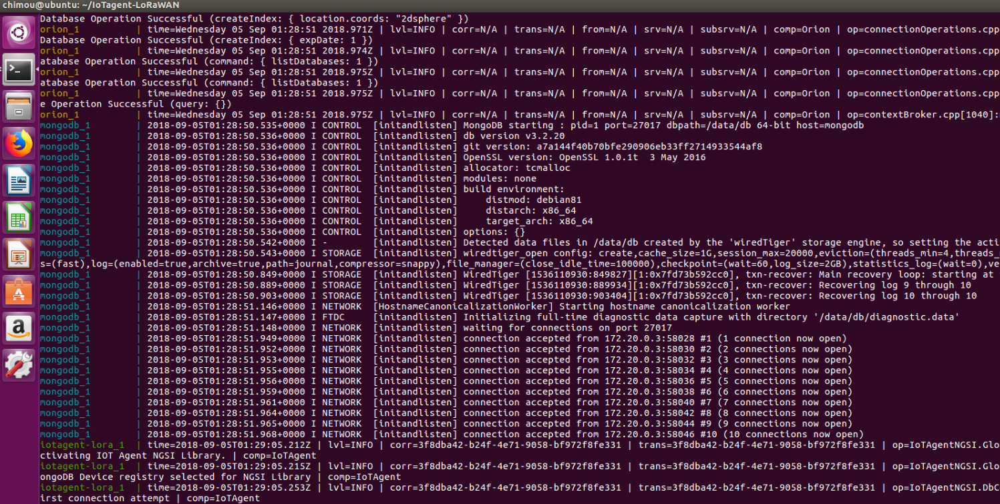 chimou@ubuntu: ~/IoTagent-LoRaWAN
Database Operation Successful (createIndex: { location.coords: "2dsphere" })
orion_1 | time=Wednesday 05 Sep 01:28:51 2018.971Z | lvl=INFO | corr=N/A | trans=N/A | from=N/A | srv=N/A | subsrv=N/A | comp=Orion | op=connectionOperations.cpp
Database Operation Successful (createIndex: { expDate: 1 })
orion_1 | time=Wednesday 05 Sep 01:28:51 2018.974Z | lvl=INFO | corr=N/A | trans=N/A | from=N/A | srv=N/A | subsrv=N/A | comp=Orion | op=connectionOperations.cpp
atabase Operation Successful (command: { listDatabases: 1 })
orion_1 | time=Wednesday 05 Sep 01:28:51 2018.975Z | lvl=INFO | corr=N/A | trans=N/A | from=N/A | srv=N/A | subsrv=N/A | comp=Orion | op=connectionOperations.cpp
atabase Operation Successful (command: { listDatabases: 1 })
orion_1 | time=Wednesday 05 Sep 01:28:51 2018.975Z | lvl=INFO | corr=N/A | trans=N/A | from=N/A | srv=N/A | subsrv=N/A | comp=Orion | op=connectionOperations.cpp
e Operation Successful (query: {})
orion_1 | time=Wednesday 05 Sep 01:28:51 2018.975Z | lvl=INFO | corr=N/A | trans=N/A | from=N/A | srv=N/A | subsrv=N/A | comp=Orion | op=contextBroker.cpp[1040]:
mongodb_1 | 2018-09-05T01:28:50.535+0000 I CONTROL [initandlisten] MongoDB starting : pid=1 port=27017 dbpath=/data/db 64-bit host=mongodb
mongodb_1 | 2018-09-05T01:28:50.536+0000 I CONTROL [initandlisten] db version v3.2.20
mongodb_1 | 2018-09-05T01:28:50.536+0000 I CONTROL [initandlisten] git version: a7a144f40b70bfe290906eb33ff2714933544af8
mongodb_1 | 2018-09-05T01:28:50.536+0000 I CONTROL [initandlisten] OpenSSL version: OpenSSL 1.0.1t 3 May 2016
mongodb_1 | 2018-09-05T01:28:50.536+0000 I CONTROL [initandlisten] allocator: tcmalloc
mongodb_1 | 2018-09-05T01:28:50.536+0000 I CONTROL [initandlisten] modules: none
mongodb_1 | 2018-09-05T01:28:50.536+0000 I CONTROL [initandlisten] build environment:
mongodb_1 | 2018-09-05T01:28:50.536+0000 I CONTROL [initandlisten] distmod: debian81
mongodb_1 | 2018-09-05T01:28:50.536+0000 I CONTROL [initandlisten] distarch: x86_64
mongodb_1 | 2018-09-05T01:28:50.536+0000 I CONTROL [initandlisten] target_arch: x86_64
mongodb_1 | 2018-09-05T01:28:50.536+0000 I CONTROL [initandlisten] options: {}
mongodb_1 | 2018-09-05T01:28:50.542+0000 I - [initandlisten] Detected data files in /data/db created by the 'wiredTiger' storage engine, so setting the acti
mongodb_1 | 2018-09-05T01:28:50.543+0000 I STORAGE [initandlisten] wiredtiger_open config: create,cache_size=1G,session_max=20000,eviction=(threads_min=4,threads_
s=(fast),log=(enabled=true,archive=true,path=journal,compressor=snappy),file_manager=(close_idle_time=100000),checkpoint=(wait=60,log_size=2GB),statistics_log=(wait=0),ve
mongodb_1 | 2018-09-05T01:28:50.849+0000 I STORAGE [initandlisten] WiredTiger [1536110930:849827][1:0x7fd73b592cc0], txn-recover: Main recovery loop: starting at
mongodb_1 | 2018-09-05T01:28:50.889+0000 I STORAGE [initandlisten] WiredTiger [1536110930:889934][1:0x7fd73b592cc0], txn-recover: Recovering log 9 through 10
mongodb_1 | 2018-09-05T01:28:50.903+0000 I STORAGE [initandlisten] WiredTiger [1536110930:903404][1:0x7fd73b592cc0], txn-recover: Recovering log 10 through 10
mongodb_1 | 2018-09-05T01:28:51.146+0000 I NETWORK [HostnameCanonicalizationWorker] Starting hostname canonicalization worker
mongodb_1 | 2018-09-05T01:28:51.147+0000 I FTDC [initandlisten] Initializing full-time diagnostic data capture with directory '/data/db/diagnostic.data'
mongodb_1 | 2018-09-05T01:28:51.148+0000 I NETWORK [initandlisten] waiting for connections on port 27017
mongodb_1 | 2018-09-05T01:28:51.949+0000 I NETWORK [initandlisten] connection accepted from 172.20.0.3:58028 #1 (1 connection now open)
mongodb_1 | 2018-09-05T01:28:51.952+0000 I NETWORK [initandlisten] connection accepted from 172.20.0.3:58030 #2 (2 connections now open)
mongodb_1 | 2018-09-05T01:28:51.953+0000 I NETWORK [initandlisten] connection accepted from 172.20.0.3:58032 #3 (3 connections now open)
mongodb_1 | 2018-09-05T01:28:51.955+0000 I NETWORK [initandlisten] connection accepted from 172.20.0.3:58034 #4 (4 connections now open)
mongodb_1 | 2018-09-05T01:28:51.956+0000 I NETWORK [initandlisten] connection accepted from 172.20.0.3:58036 #5 (5 connections now open)
mongodb_1 | 2018-09-05T01:28:51.959+0000 I NETWORK [initandlisten] connection accepted from 172.20.0.3:58038 #6 (6 connections now open)
mongodb_1 | 2018-09-05T01:28:51.961+0000 I NETWORK [initandlisten] connection accepted from 172.20.0.3:58040 #7 (7 connections now open)
mongodb_1 | 2018-09-05T01:28:51.964+0000 I NETWORK [initandlisten] connection accepted from 172.20.0.3:58042 #8 (8 connections now open)
mongodb_1 | 2018-09-05T01:28:51.965+0000 I NETWORK [initandlisten] connection accepted from 172.20.0.3:58044 #9 (9 connections now open)
mongodb_1 | 2018-09-05T01:28:51.968+0000 I NETWORK [initandlisten] connection accepted from 172.20.0.3:58046 #10 (10 connections now open)
iotagent-lora_1 | time=2018-09-05T01:29:05.212Z | lvl=INFO | corr=3f8dba42-b24f-4e71-9058-bf972f8fe331 | trans=3f8dba42-b24f-4e71-9058-bf972f8fe331 | op=IoTAgentNGSI.Glo
ctivating IOT Agent NGSI Library. | comp=IoTAgent
iotagent-lora_1 | time=2018-09-05T01:29:05.215Z | lvl=INFO | corr=3f8dba42-b24f-4e71-9058-bf972f8fe331 | trans=3f8dba42-b24f-4e71-9058-bf972f8fe331 | op=IoTAgentNGSI.Glo
ongoDB Device registry selected for NGSI Library | comp=IoTAgent
iotagent-lora_1 | time=2018-09-05T01:29:05.253Z | lvl=INFO | corr=3f8dba42-b24f-4e71-9058-bf972f8fe331 | trans=3f8dba42-b24f-4e71-9058-bf972f8fe331 | op=IoTAgentNGSI.DbC
irst connection attempt | comp=IoTAgent